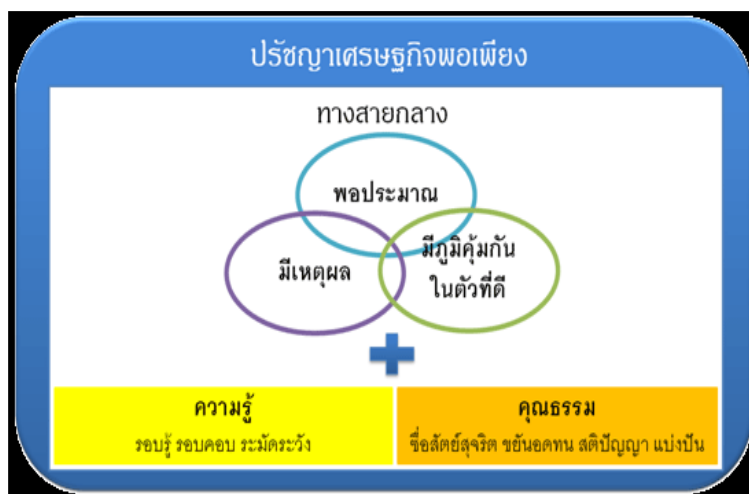 ปรัชญาเศรษฐกิจพอเพียง
ทางสายกลาง
พอประมาณ
มีเหตุผล
มีภูมิคุ้มกัน
ในตัวที่ดี
ความรู้
รอบรู้ รอบคอบ ระมัดระวัง
คุณธรรม
ซื่อสัตย์สุจริต ขยันอดทน สติปัญญา แบ่งปัน